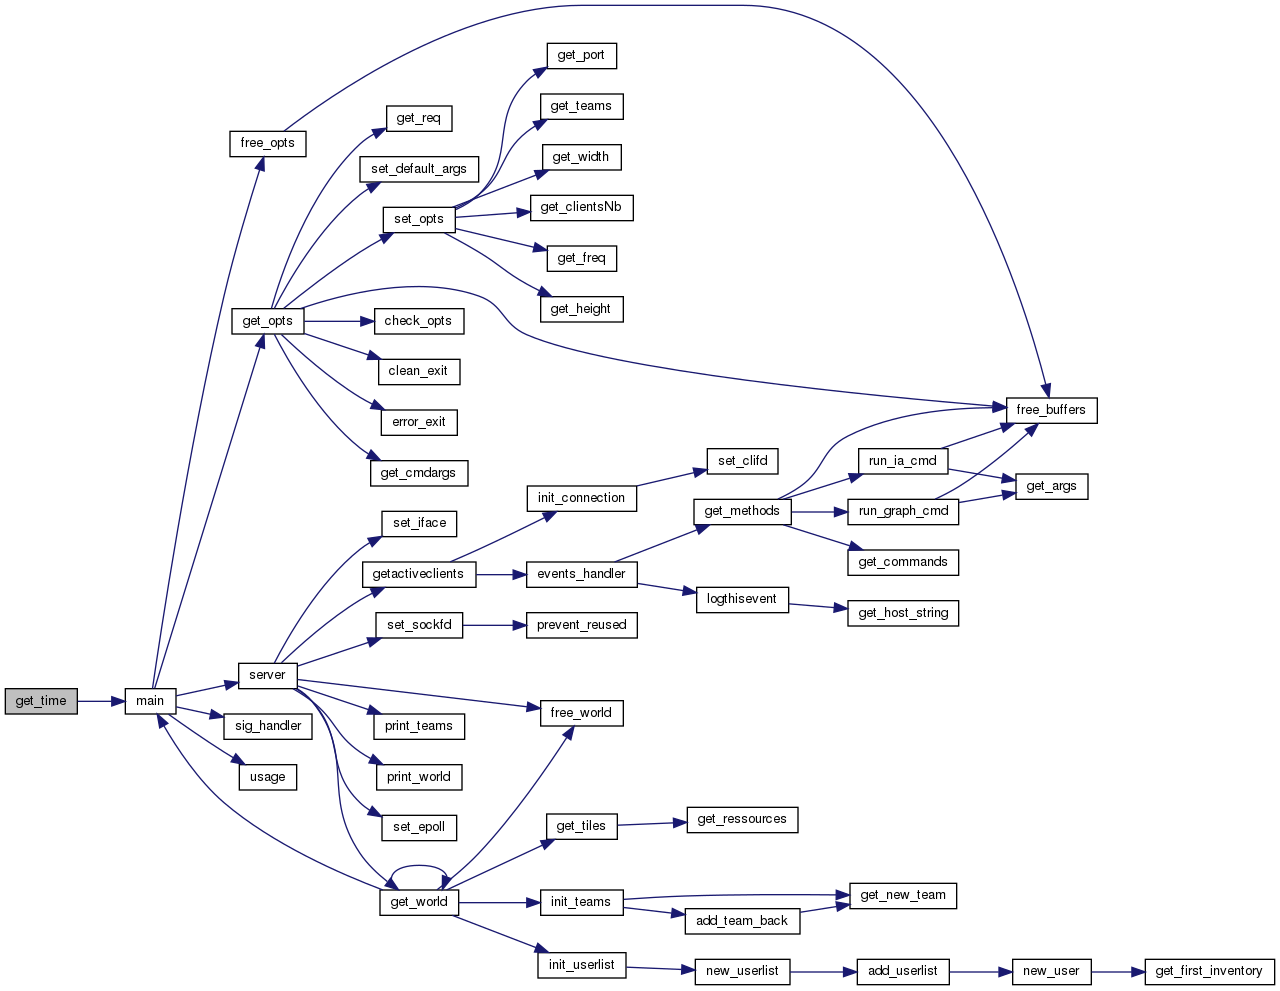 get_port
get_teams
get_req
free_opts
get_width
set_default_args
get_clientsNb
set_opts
get_freq
get_height
get_opts
check_opts
clean_exit
free_buffers
error_exit
set_clifd
run_ia_cmd
get_cmdargs
get_args
init_connection
get_methods
run_graph_cmd
set_iface
get_commands
getactiveclients
events_handler
logthisevent
get_host_string
set_sockfd
prevent_reused
server
get_time
main
free_world
sig_handler
print_teams
usage
print_world
get_ressources
set_epoll
get_tiles
get_new_team
get_world
init_teams
add_team_back
init_userlist
new_userlist
add_userlist
new_user
get_first_inventory